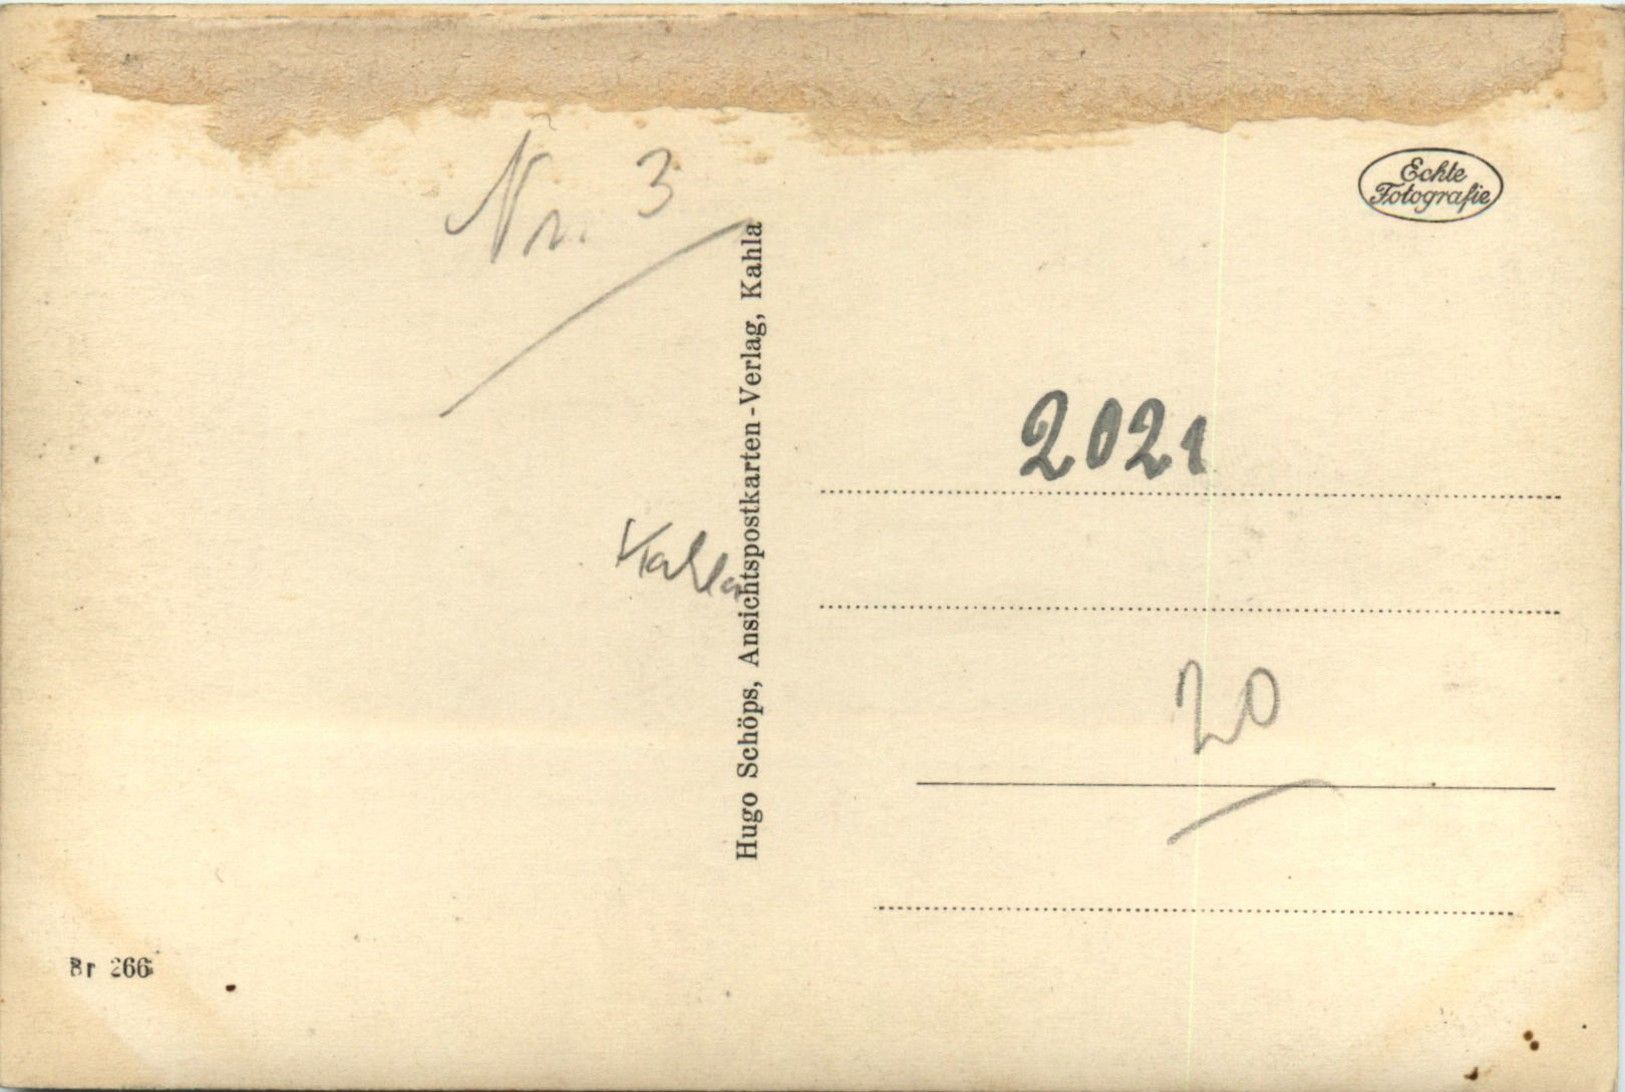 Nr. 3
Echte
Fotografie
Hugo Schöps, Ansichtspostkarten-Verlag, Kahla
2021
Kahla
20
Br 266